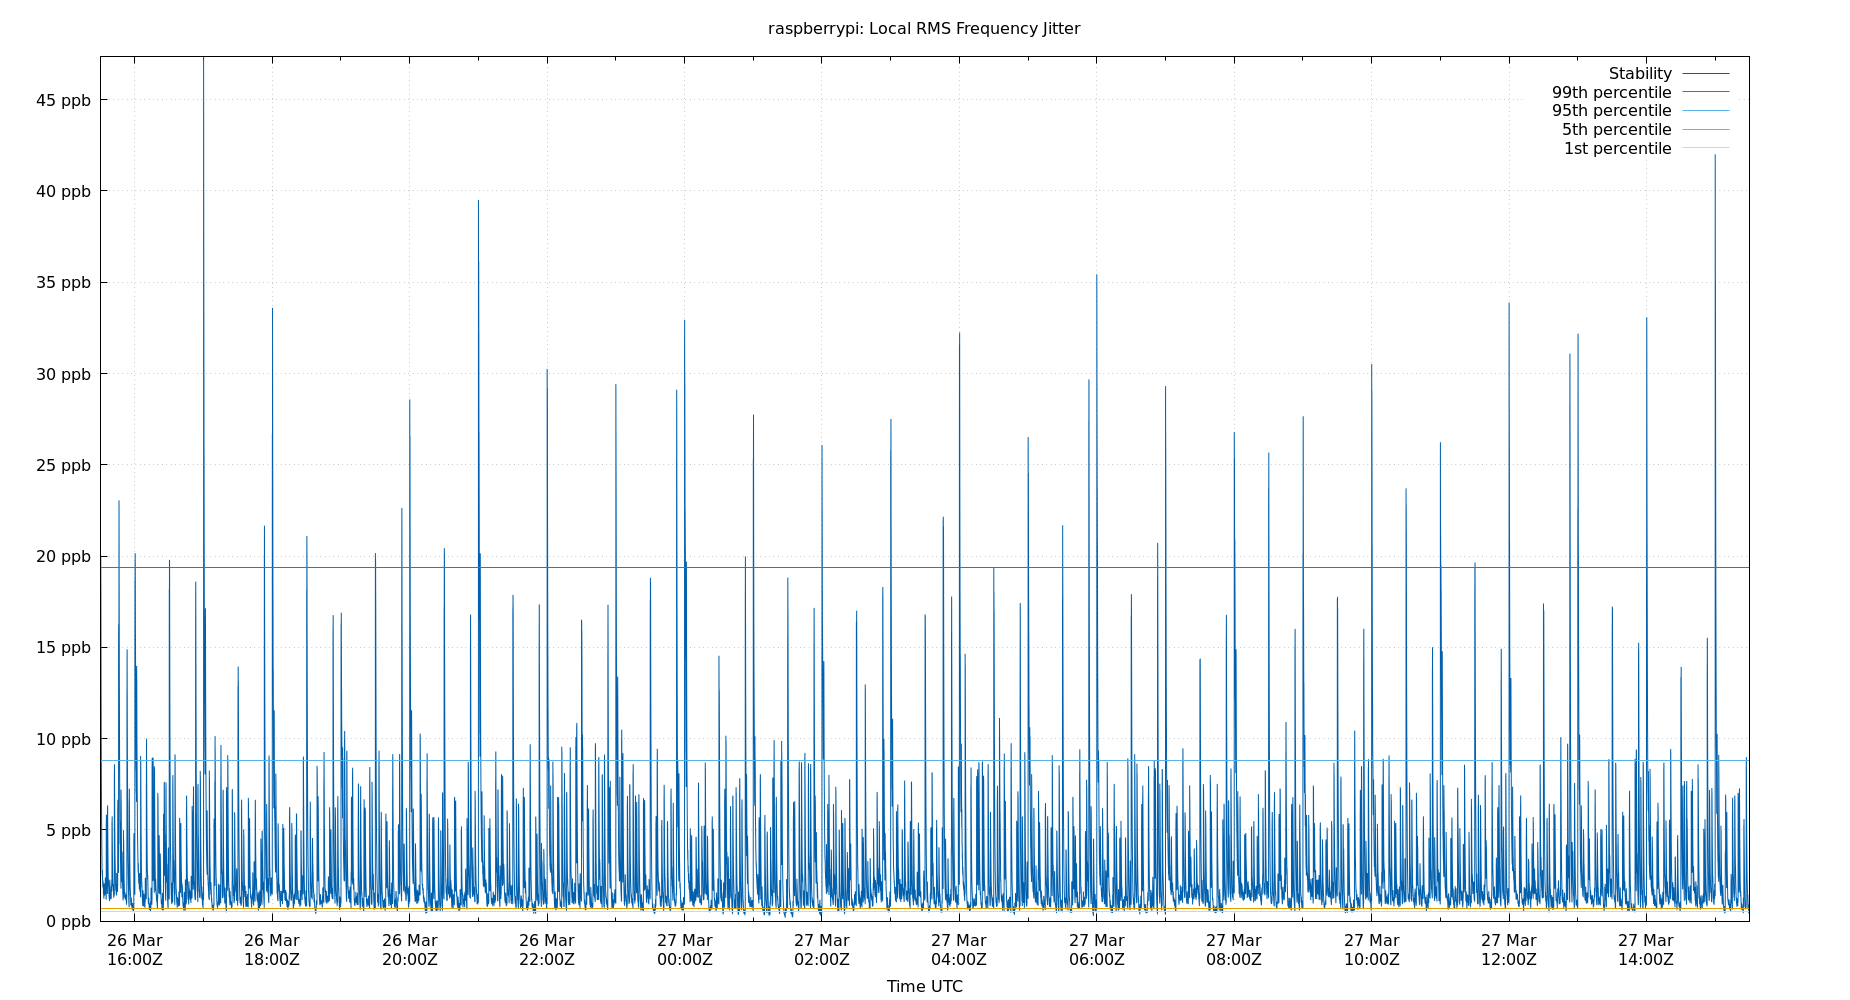 raspberrypi: Local RMS Frequency Jitter
Stability
99th percentile
95th percentile
5th percentile
1st percentile
45 ppb
40 ppb
35 ppb
30 ppb
25 ppb
20 ppb
15 ppb
10 ppb
5 ppb
0 ppb
26 Mar 26 Mar 26 Mar 26 Mar 27 Mar 27 Mar 27 Mar 27 Mar 27 Mar 27 Mar 27 Mar 27 Mar
16:00Z 18:00Z 20:00Z 22:00Z 00:00Z 02:00Z 04:00Z 06:00Z 08:00Z 10:00Z 12:00Z 14:00Z
Time UTC